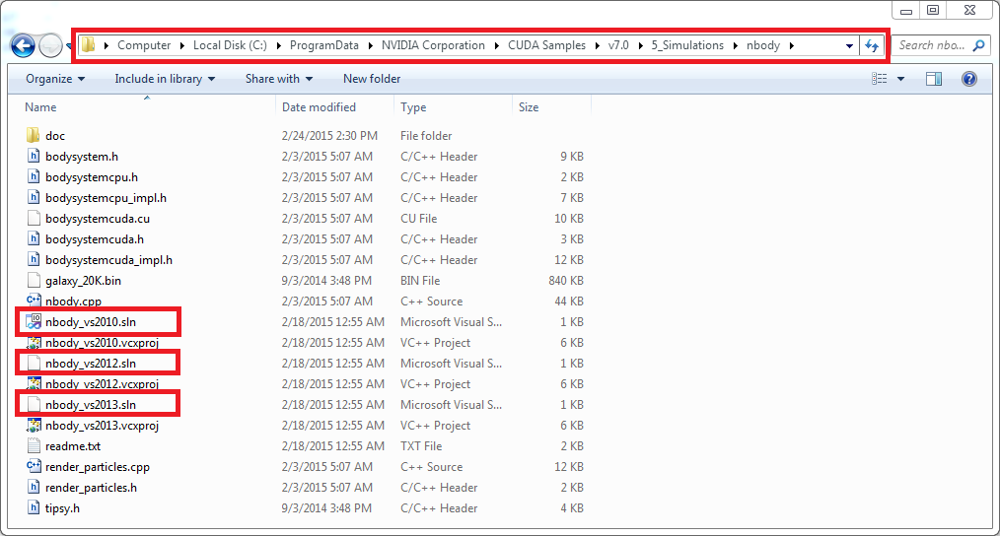 Computer Local Disk (C:) ProgramData NVIDIA Corporation CUDA Samples v7.0 5_Simulations nbody Search nbo...
Organize Include in library Share with New folder
Name Date modified Type Size
doc 2/24/2015 2:30 PM File folder
bodysystem.h 2/3/2015 5:07 AM C/C++ Header 9 KB
bodysystemcpu.h 2/3/2015 5:07 AM C/C++ Header 2 KB
bodysystemcpu_impl.h 2/3/2015 5:07 AM C/C++ Header 7 KB
bodysystemcuda.cu 2/3/2015 5:07 AM CU File 10 KB
bodysystemcuda.h 2/3/2015 5:07 AM C/C++ Header 3 KB
bodysystemcuda_impl.h 2/3/2015 5:07 AM C/C++ Header 12 KB
galaxy_20K.bin 9/3/2014 3:48 PM BIN File 840 KB
nbody.cpp 2/3/2015 5:07 AM C++ Source 44 KB
nbody_vs2010.sln 2/18/2015 12:55 AM Microsoft Visual S... 1 KB
nbody_vs2010.vcxproj 2/18/2015 12:55 AM VC++ Project 6 KB
nbody_vs2012.sln 2/18/2015 12:55 AM Microsoft Visual S... 1 KB
nbody_vs2012.vcxproj 2/18/2015 12:55 AM VC++ Project 6 KB
nbody_vs2013.sln 2/18/2015 12:55 AM Microsoft Visual S... 1 KB
nbody_vs2013.vcxproj 2/18/2015 12:55 AM VC++ Project 6 KB
readme.txt 2/18/2015 12:55 AM TXT File 2 KB
render_particles.cpp 2/3/2015 5:07 AM C++ Source 12 KB
render_particles.h 2/3/2015 5:07 AM C/C++ Header 2 KB
tipsy.h 9/3/2014 3:48 PM C/C++ Header 4 KB